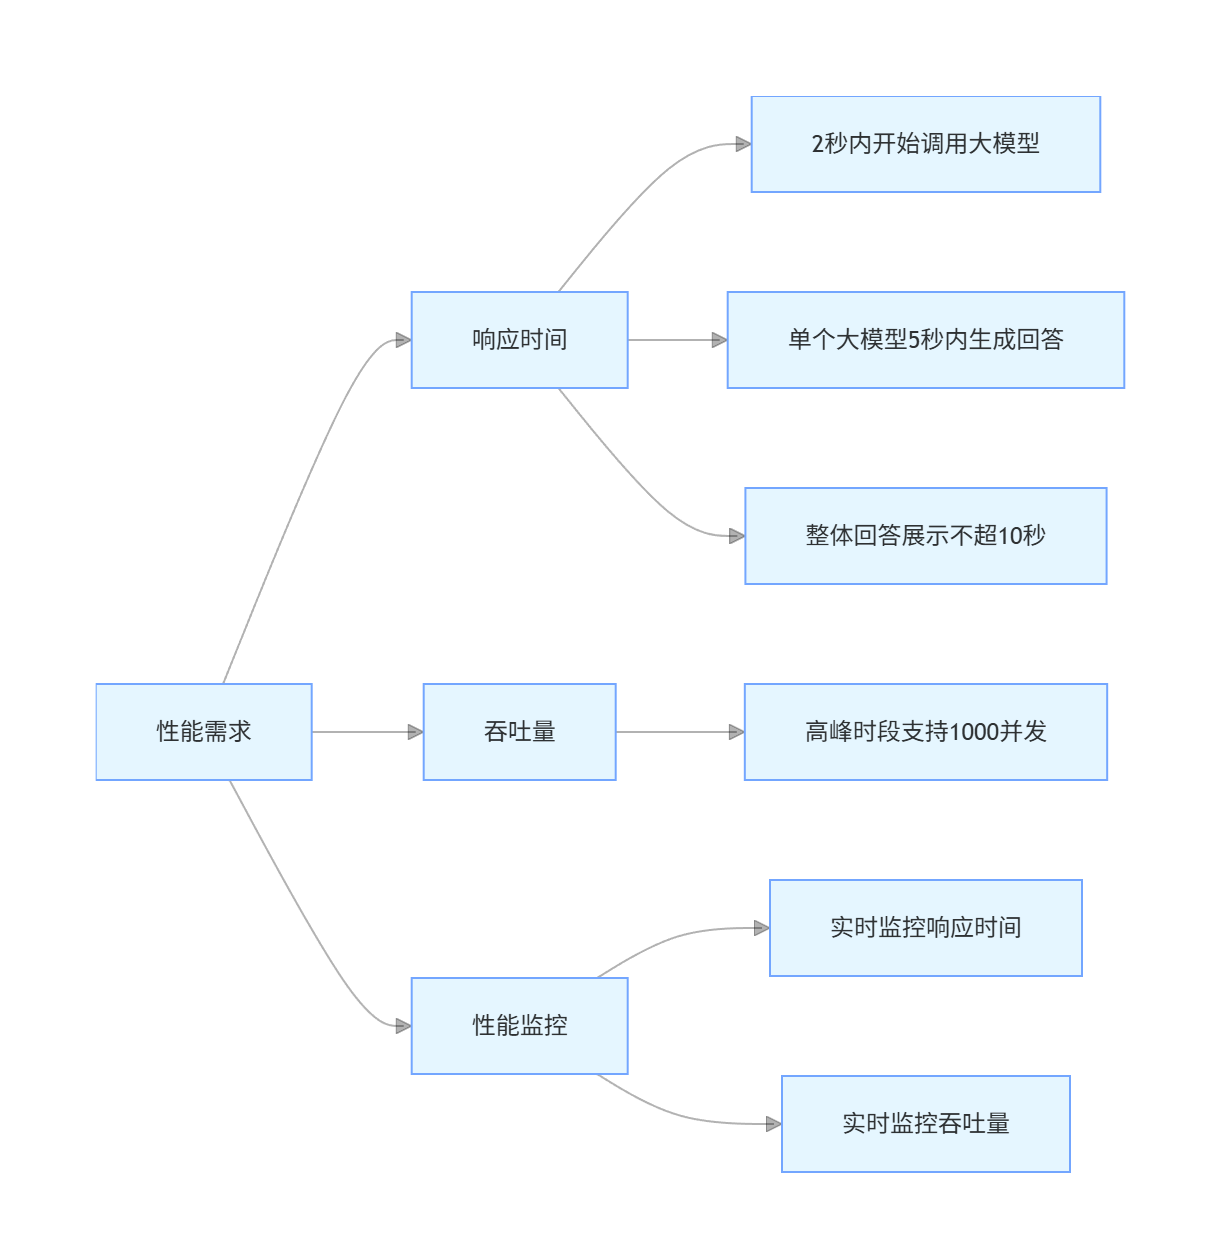 2秒内开始调用大模型
响应时间
单个大模型5秒内生成回答
整体回答展示不超10秒
性能需求
吞吐量
高峰时段支持1000并发
实时监控响应时间
性能监控
实时监控吞吐量